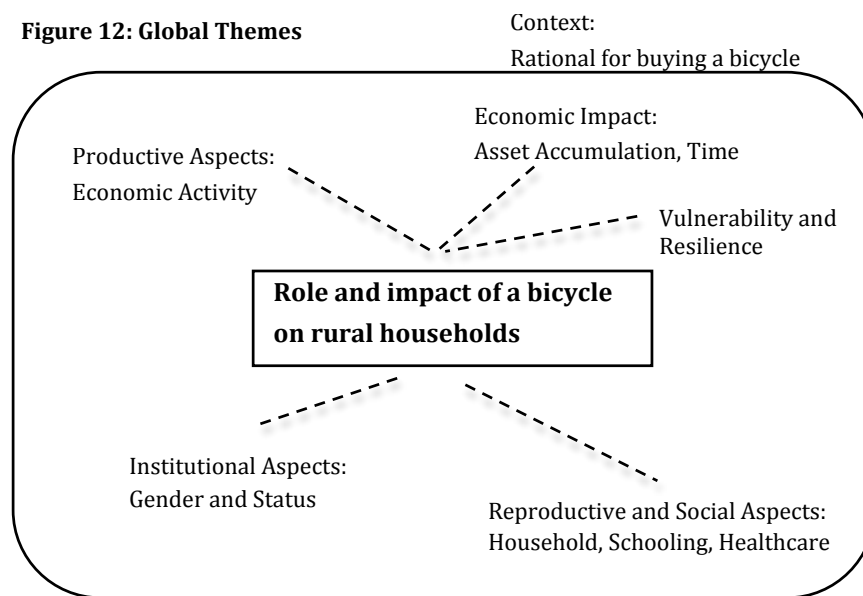 Figure 12: Global Themes
Context:
Rational for buying a bicycle
Economic Impact:
Asset Accumulation, Time
Productive Aspects:
Economic Activity
Vulnerability and
Resilience
Role and impact of a bicycle
on rural households
Institutional Aspects:
Gender and Status
Reproductive and Social Aspects:
Household, Schooling, Healthcare